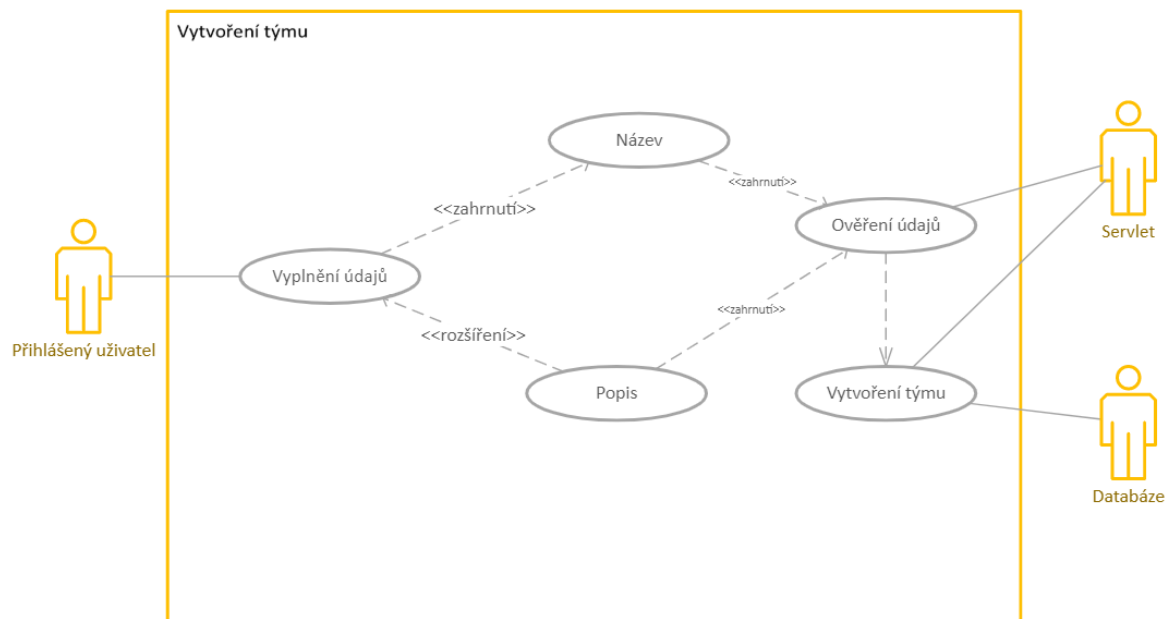 Vytvoření týmu
Název
<<zahrnutí>>
<<zahrnutí>>
Ověření údajů
Servlet
Vyplnění údajů
Přihlášený uživatel
<<zahrnutí>>
<<rozšíření>>
Popis
Vytvoření týmu
Databáze